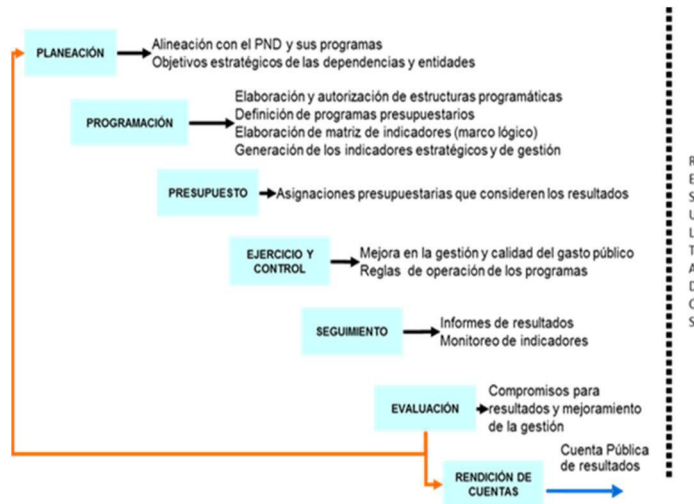 PLANEACIÓN
Alineación con el PND y sus programas
Objetivos estratégicos de las dependencias y entidades
PROGRAMACIÓN
Elaboración y autorización de estructuras programáticas
Definición de programas presupuestarios
Elaboración de matriz de indicadores (marco lógico)
Generación de los indicadores estratégicos y de gestión
PRESUPUESTO
Asignaciones presupuestarias que consideren los resultados
EJERCICIO Y
CONTROL
Mejora en la gestión y calidad del gasto público
Reglas de operación de los programas
SEGUIMIENTO
Informes de resultados
Monitoreo de indicadores
EVALUACIÓN
Compromisos para
resultados y mejoramiento
de la gestión
RENDICIÓN DE
CUENTAS
Cuenta Pública
de resultados
R
E
S
U
L
T
A
D
O
S